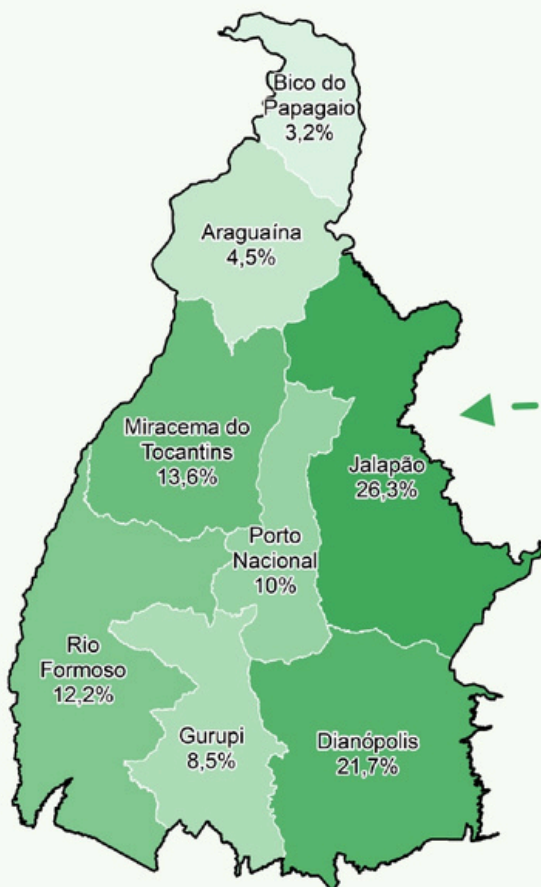 Bico do
Papagaio
3,2%
Araguaína
4,5%
Miracema do
Tocantins
13,6%
Jalapão
26,3%
Porto
Nacional
10%
Rio
Formoso
12,2%
Gurupi
8,5%
Dianópolis
21,7%